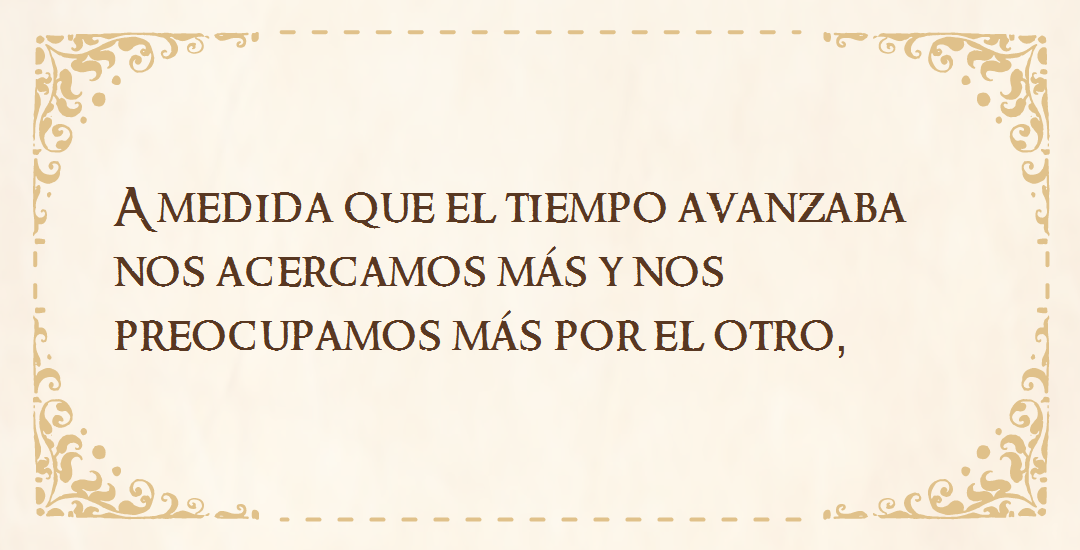 A medida que el tiempo avanzaba
nos acercamos más y nos
preocupamos más por el otro,